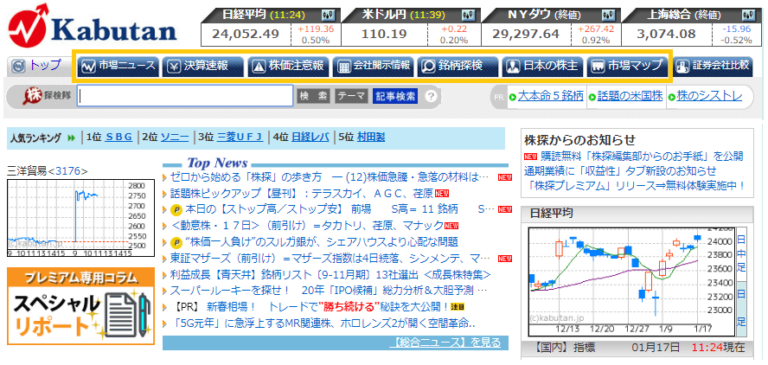 Kabutan
日経平均 (11:24)
24,052.49
+119.36
0.50%
米ドル円 (11:39)
110.19
+0.22
0.20%
NYダウ (終値)
29,297.64
+267.42
0.92%
上海総合 (終値)
3,074.08
-15.96
-0.52%
トップ 市場ニュース 決算速報 株価注意報 会社開示情報 銘柄探検 日本の株主 市場マップ 証券会社比較
株探検隊 検索 テーマ 記事検索 ? PR 大本命5銘柄 話題の米国株 株のシストレ
人気ランキング 1位 SBG 2位 ソニー 3位 三菱UFJ 4位 日経レバ 5位 村田製
三洋貿易<3176>
2800
2750
2700
2650
2600
2550
2500
(c)kabutan.jp
9 10 11 14 15 9 10 11 14 15
プレミアム専用コラム
スペシャル
リポート
Top News
ゼロから始める「株探」の歩き方 ― (12)株価急騰・急落の材料は… NEW
話題株ピックアップ【昼刊】:テラスカイ、AGC、荏原 NEW
P 本日の【ストップ高/ストップ安】 前場 S高= 11 銘柄 S… NEW
<動意株・17日>(前引け)=タカトリ、荏原、マナック NEW
P “株価一人負け”のスルガ銀が、シェアハウスより心配な問題
東証マザーズ(前引け)=マザーズ指数は4日続落、シンメンテ、マ… NEW
利益成長【青天井】銘柄リスト〔9-11月期〕13社選出 <成長株特集>
スーパールーキーを探せ! 20年「IPO候補」総力分析&大胆予測 …
【PR】 新春相場! トレードで"勝ち続ける"秘訣を大公開! 注目
「5G元年」に急浮上するMR関連株、ホロレンズ2が開く空間革命..
【総合ニュース】を見る
株探からのお知らせ
NEW 購読無料「株探編集部からのお手紙」を公開
通期業績に「収益性」タブ新設のお知らせ
「株探プレミアム」リリース⇒無料体験実施中!
日経平均
24000
23800
23600
23400
23200
23000
(c)kabutan.jp
12/13 12/20 12/27 1/9 1/17
日中足
日足
【国内】指標 01月17日 11:24現在